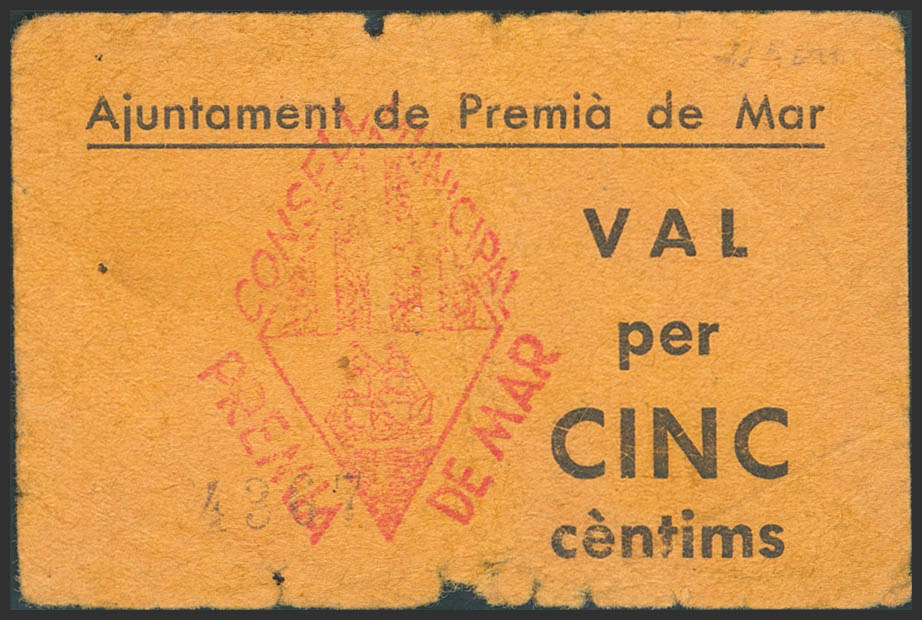 Ajuntament de Premià de Mar
CONSELL MUNICIPAL
PREMIÀ DE MAR
VAL
per
CINC
cèntims
4367